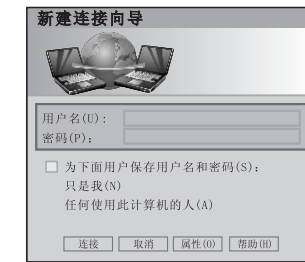 新建连接向导
用户名(U):
密码(P):
为下面用户保存用户名和密码(S):
只是我(N)
任何使用此计算机的人(A)
连接 取消 属性(O) 帮助(H)